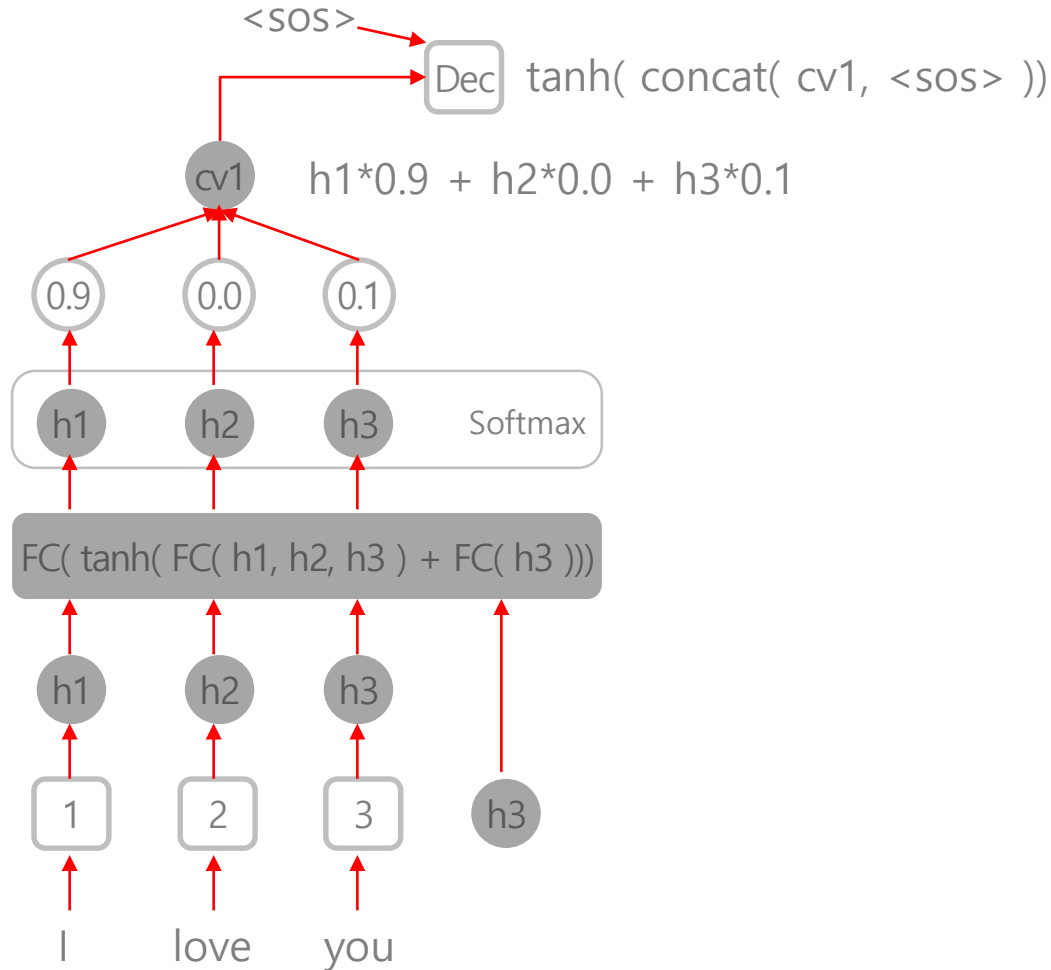 <sos>
Dec tanh( concat( cv1, <sos> ))
cv1 h1*0.9 + h2*0.0 + h3*0.1
0.9 0.0 0.1
h1 h2 h3 Softmax
FC( tanh( FC( h1, h2, h3 ) + FC( h3 )))
h1 h2 h3
1 2 3 h3
I love you